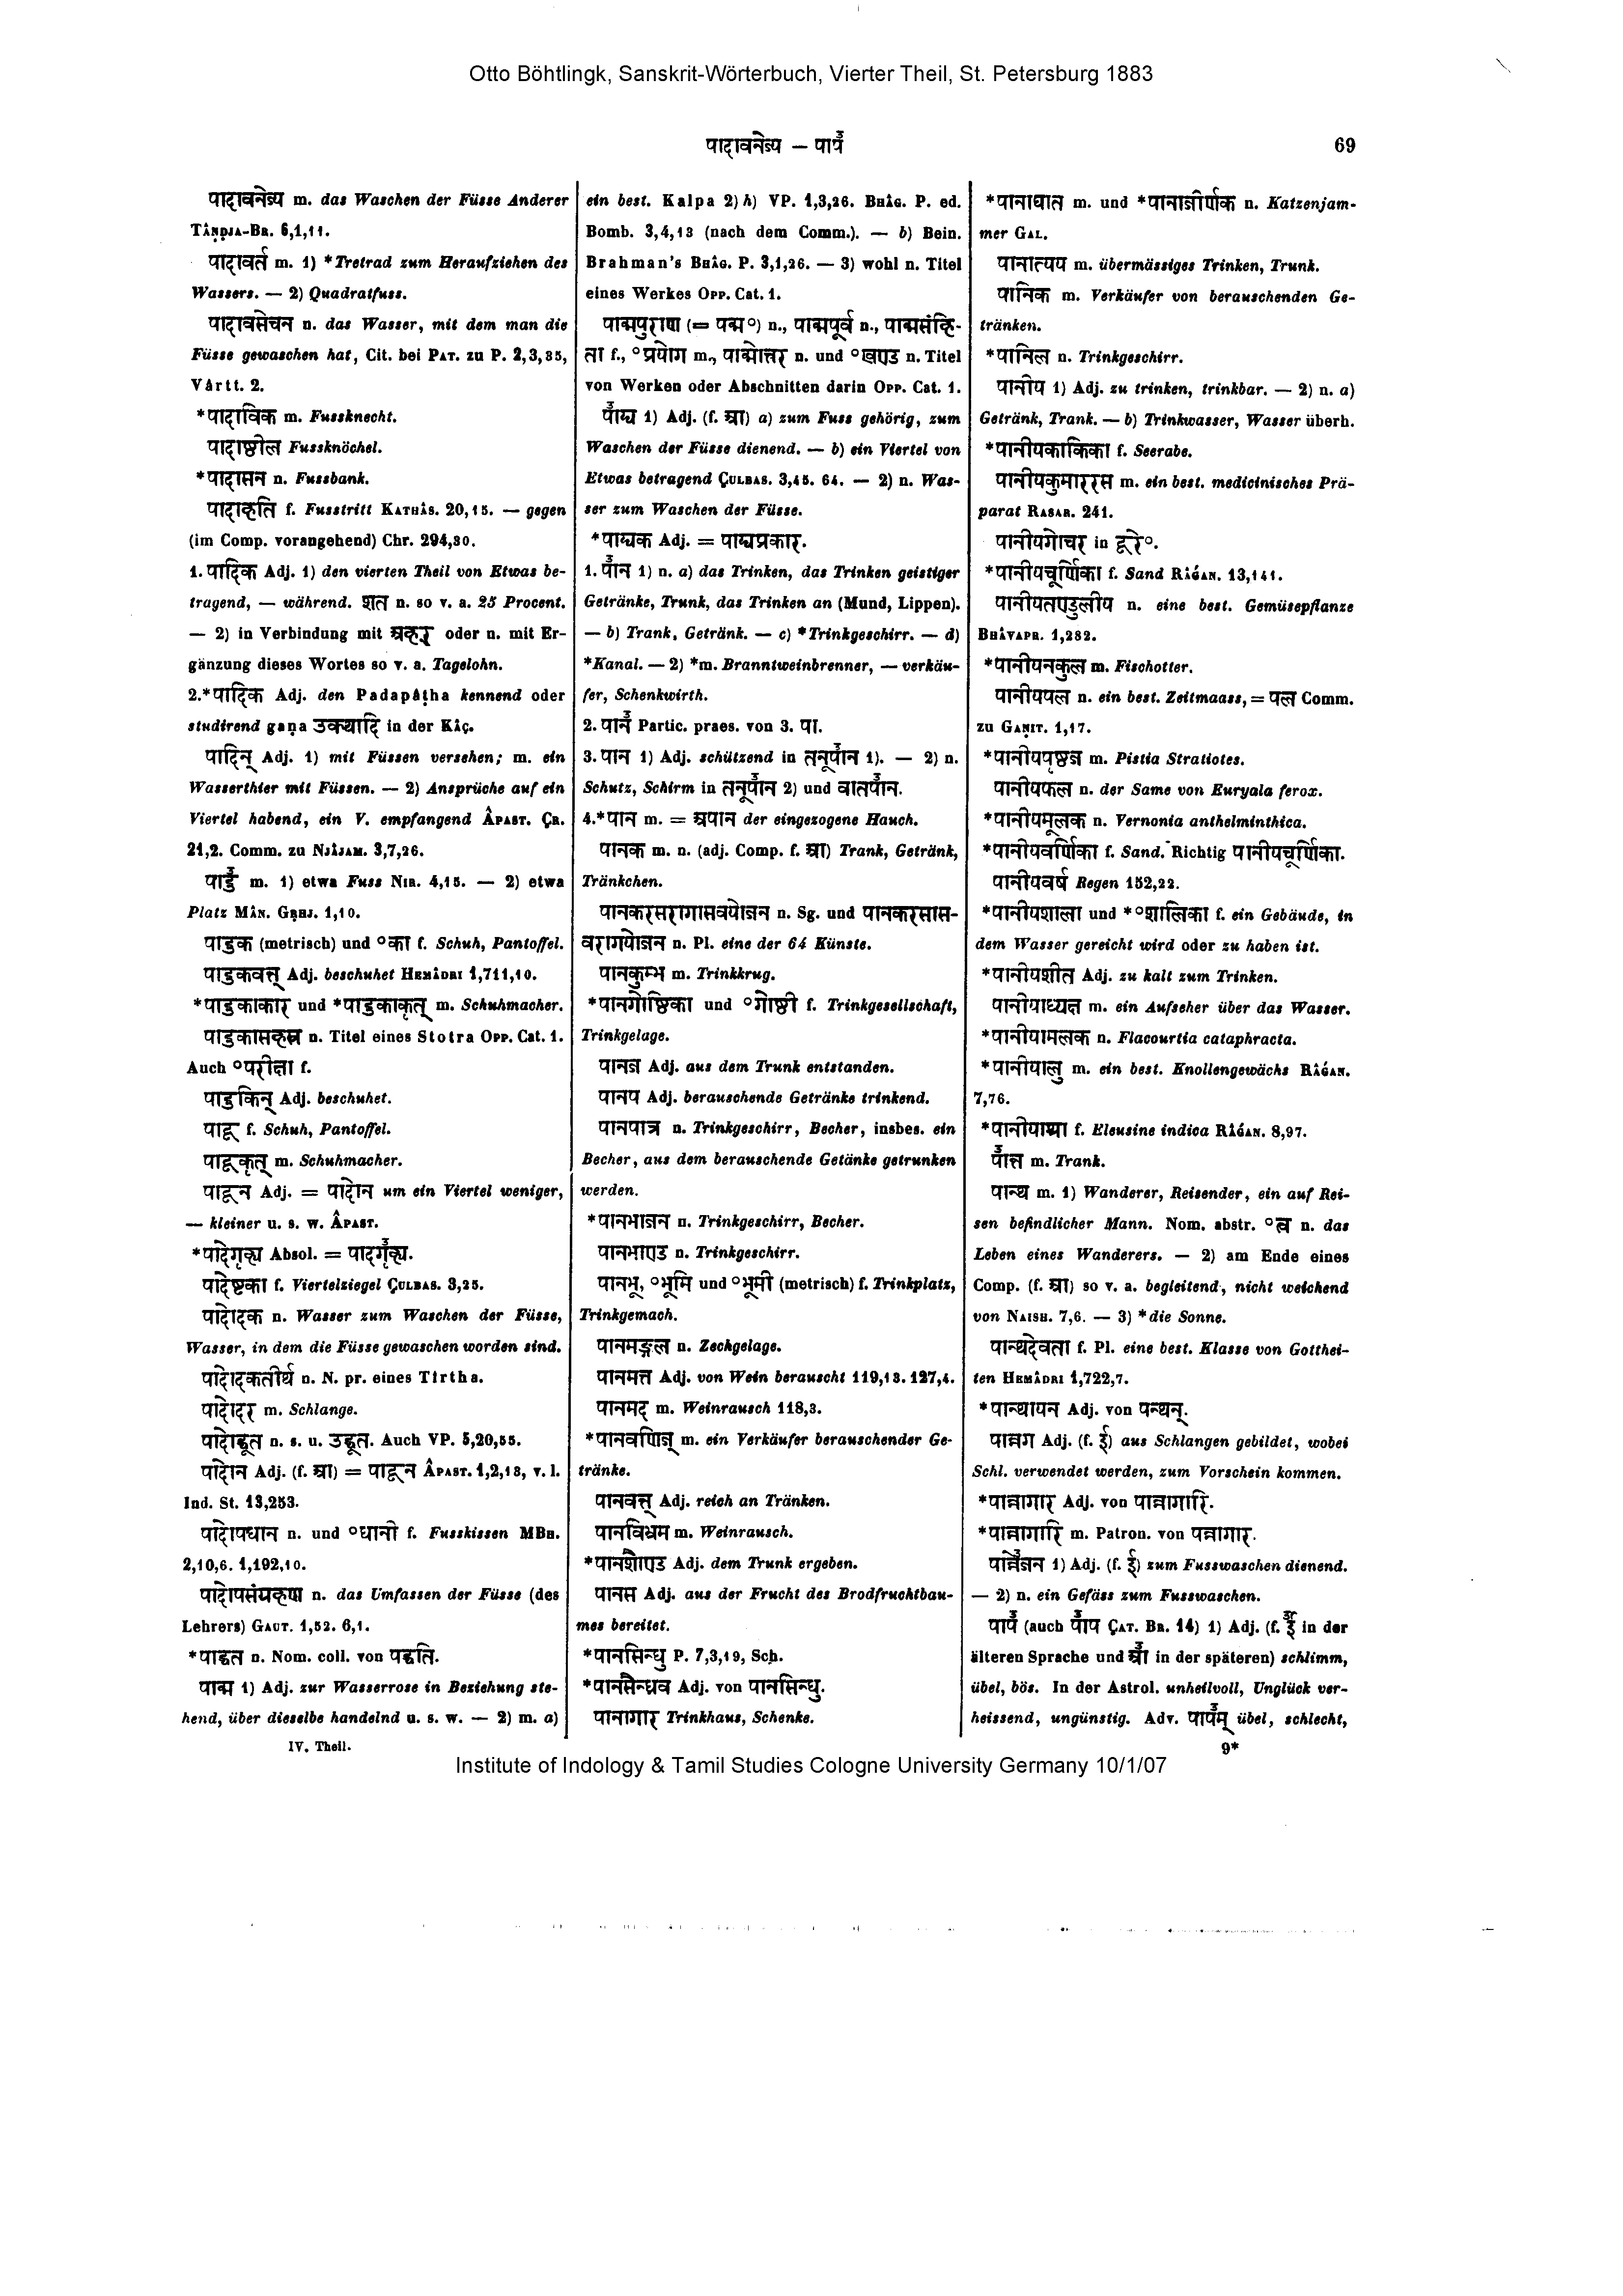 Otto Böhtlingk, Sanskrit-Wörterbuch, Vierter Theil, St. Petersburg 1883
पादावनेज्य — पापँ
69
पादावनेज्य m. das Waschen der Füsse Anderer
Tāṇḍja-Br. 6,1,11.
पादावर्त m. 1) *Tretrad zum Heraufziehen des
Wassers. — 2) Quadratfuss.
पादावसेचन n. das Wasser, mit dem man die
Füsse gewaschen hat, Cit. bei Pat. zu P. 2,3,35,
Vârtt. 2.
*पादाविक m. Fussknecht.
पादाष्ठील Fussknöchel.
*पादासन n. Fussbank.
पादाहति f. Fusstritt Kathâs. 20,15. — gegen
(im Comp. vorangehend) Chr. 294,30.
1. पादिक Adj. 1) den vierten Theil von Etwas be-
tragend, — während. शत n. so v. a. 25 Procent.
— 2) in Verbindung mit अहर् oder n. mit Er-
gänzung dieses Wortes so v. a. Tagelohn.
2.*पादिक Adj. den Padapâṭha kennend oder
studirend gaṇa उक्थादि in der Kâç.
पादिन् Adj. 1) mit Füssen versehen; m. ein
Wasserthier mit Füssen. — 2) Ansprüche auf ein
Viertel habend, ein V. empfangend Âpast. Çr.
21,2. Comm. zu Njâjam. 3,7,26.
पादुँ m. 1) etwa Fuss Nir. 4,15. — 2) etwa
Platz Mân. Gṛhj. 1,10.
पादुक (metrisch) und °का f. Schuh, Pantoffel.
पादुकवत् Adj. beschuhet Hemâdri 1,711,10.
*पादुकाकार und *पादुकाकृत् m. Schuhmacher.
पादुकासहस्र n. Titel eines Stotra Opp. Cat. 1.
Auch °परीक्षा f.
पादुकिन् Adj. beschuhet.
पादू f. Schuh, Pantoffel.
पादूकृत् m. Schuhmacher.
पादून Adj. = पादोन um ein Viertel weniger,
— kleiner u. s. w. Âpast.
*पादेगृह्य Absol. = पादगृँह्य.
पादेष्टका f. Viertelziegel Çulbas. 3,25.
पादोदक n. Wasser zum Waschen der Füsse,
Wasser, in dem die Füsse gewaschen worden sind.
पादोदकतीर्थ n. N. pr. eines Tîrtha.
पादोदर m. Schlange.
पादोद्धूत n. s. u. उद्धूत. Auch VP. 5,20,55.
पादोन Adj. (f. आ) = पादून Âpast. 1,2,13, v. l.
Ind. St. 13,253.
पादोपधान n. und °धानी f. Fusskissen MBh.
2,10,6. 1,192,10.
पादोपसंग्रहण n. das Umfassen der Füsse (des
Lehrers) Gaut. 1,52. 6,1.
*पाद्धत n. Nom. coll. von पद्धति.
पाद्म 1) Adj. zur Wasserrose in Beziehung ste-
hend, über dieselbe handelnd u. s. w. — 2) m. a)
IV. Theil.
ein best. Kalpa 2) h) VP. 1,3,26. Bhâg. P. ed.
Bomb. 3,4,13 (nach dem Comm.). — b) Bein.
Brahman's Bhâg. P. 3,1,26. — 3) wohl n. Titel
eines Werkes Opp. Cat. 1.
पाद्मपुराण (= पद्म°) n., पाद्मपूर्व n., पाद्मसंहि-
ता f., °प्रयोग m., पाद्मोत्तर n. und °खण्ड n. Titel
von Werken oder Abschnitten darin Opp. Cat. 1.
पाँद्य 1) Adj. (f. आ) a) zum Fuss gehörig, zum
Waschen der Füsse dienend. — b) ein Viertel von
Etwas betragend Çulbas. 3,45. 64. — 2) n. Was-
ser zum Waschen der Füsse.
*पाद्यक Adj. = पाद्यप्रकार.
1. पाँन 1) n. a) das Trinken, das Trinken geistiger
Getränke, Trunk, das Trinken an (Mund, Lippen).
— b) Trank, Getränk. — c) *Trinkgeschirr. — d)
*Kanal. — 2) *m. Branntweinbrenner, — verkäu-
fer, Schenkwirth.
2. पानँ Partic. praes. von 3. पा.
3. पान 1) Adj. schützend in तनूपाँन 1). — 2) n.
Schutz, Schirm in तनूपाँन 2) und वातपाँन.
4.*पान m. = अपान der eingezogene Hauch.
पानक m. n. (adj. Comp. f. आ) Trank, Getränk,
Tränkchen.
पानकरसरागासवयोजन n. Sg. und पानकरसास-
वरागयोजन n. Pl. eine der 64 Künste.
पानकुम्भ m. Trinkkrug.
*पानगोष्ठिका und °गोष्ठी f. Trinkgesellschaft,
Trinkgelage.
पानज Adj. aus dem Trunk entstanden.
पानप Adj. berauschende Getränke trinkend.
पानपात्र n. Trinkgeschirr, Becher, insbes. ein
Becher, aus dem berauschende Getänke getrunken
werden.
*पानभाजन n. Trinkgeschirr, Becher.
पानभाण्ड n. Trinkgeschirr.
पानभू, °भूमि und °भूमी (metrisch) f. Trinkplatz,
Trinkgemach.
पानमङ्गल n. Zechgelage.
पानमत्त Adj. von Wein berauscht 119,13. 127,4.
पानमद m. Weinrausch 118,3.
*पानवणिज् m. ein Verkäufer berauschender Ge-
tränke.
पानवत् Adj. reich an Tränken.
पानविभ्रम m. Weinrausch.
*पानशौण्ड Adj. dem Trunk ergeben.
पानस Adj. aus der Frucht des Brodfruchtbau-
mes bereitet.
*पानसिन्धु P. 7,3,19, Sch.
*पानसैन्धव Adj. von पानसिन्धु.
पानागार Trinkhaus, Schenke.
*पानाघात m. und *पानाजीर्णक n. Katzenjam-
mer Gal.
पानात्यय m. übermässiges Trinken, Trunk.
पानिक m. Verkäufer von berauschenden Ge-
tränken.
*पानिल n. Trinkgeschirr.
पानीय 1) Adj. zu trinken, trinkbar. — 2) n. a)
Getränk, Trank. — b) Trinkwasser, Wasser überh.
*पानीयकाकिका f. Seerabe.
पानीयकुमाररस m. ein best. medicinisches Prä-
parat Rasar. 241.
पानीयगोचर in दूरे°.
*पानीयचूर्णिका f. Sand Râǵan. 13,141.
पानीयतण्डुलीय n. eine best. Gemüsepflanze
Bhâvapr. 1,282.
*पानीयनकुल m. Fischotter.
पानीयपल n. ein best. Zeitmaass, = पल Comm.
zu Gaṇit. 1,17.
*पानीयपृष्ठज m. Pistia Stratiotes.
पानीयफल n. der Same von Euryala ferox.
*पानीयमूलक n. Vernonia anthelminthica.
*पानीयवर्णिका f. Sand. Richtig पानीयचूर्णिका.
पानीयवर्ष Regen 152,22.
*पानीयशाला und *°शालिका f. ein Gebäude, in
dem Wasser gereicht wird oder zu haben ist.
*पानीयशीत Adj. zu kalt zum Trinken.
पानीयाध्यक्ष m. ein Aufseher über das Wasser.
*पानीयामलक n. Flacourtia cataphracta.
*पानीयालु m. ein best. Knollengewächs Râǵan.
7,76.
*पानीयाश्रा f. Eleusine indica Râǵan. 8,97.
पाँत्त m. Trank.
पान्थ m. 1) Wanderer, Reisender, ein auf Rei-
sen befindlicher Mann. Nom. abstr. °त्व n. das
Leben eines Wanderers. — 2) am Ende eines
Comp. (f. आ) so v. a. begleitend, nicht weichend
von Naish. 7,6. — 3) *die Sonne.
पान्थदेवता f. Pl. eine best. Klasse von Gotthei-
ten Hemâdri 1,722,7.
*पान्थायन Adj. von पन्थन्.
पान्नग Adj. (f. ई) aus Schlangen gebildet, wobei
Schl. verwendet werden, zum Vorschein kommen.
*पान्नागार Adj. von पान्नागारि.
*पान्नागारि m. Patron. von पन्नागार.
पान्नेँजन 1) Adj. (f. ई) zum Fusswaschen dienend.
— 2) n. ein Gefäss zum Fusswaschen.
पापँ (auch पाँप Çat. Br. 14) 1) Adj. (f. ईँ in der
älteren Sprache und आँ in der späteren) schlimm,
übel, bös. In der Astrol. unheilvoll, Unglück ver-
heissend, ungünstig. Adv. पापँम् übel, schlecht,
9*
Institute of Indology & Tamil Studies Cologne University Germany 10/1/07